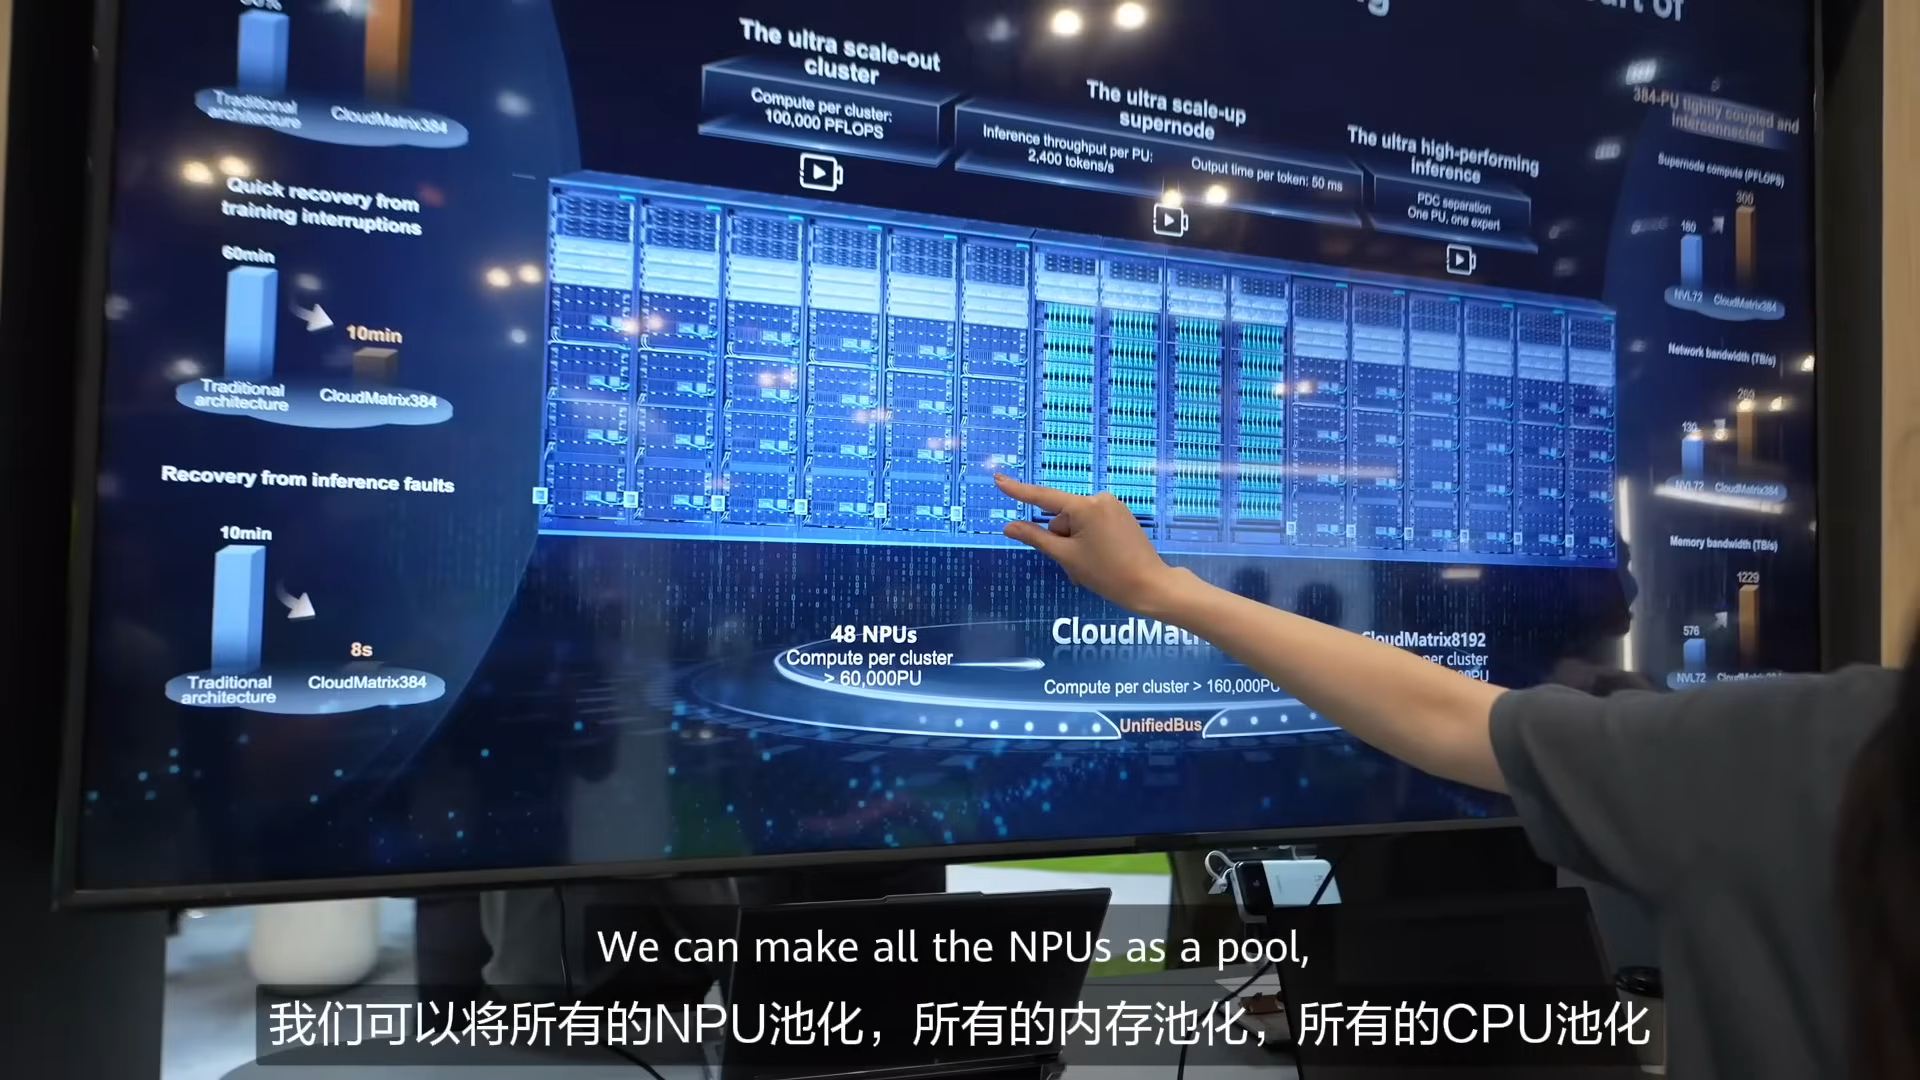 Traditional
architecture
CloudMatrix384
Quick recovery from
training interruptions
60min
10min
Traditional
architecture
CloudMatrix384
Recovery from inference faults
10min
8s
Traditional
architecture
CloudMatrix384
The ultra scale-out
cluster
Compute per cluster:
100,000 PFLOPS
The ultra scale-up
supernode
Inference throughput per PU:
2,400 tokens/s
Output time per token: 50 ms
The ultra high-performing
inference
PDC separation
One PU, one expert
48 NPUs
Compute per cluster
> 60,000PU
Compute per cluster > 160,000PU
CloudMatrix8192
per cluster
UnifiedBus
384-PU tightly coupled and
interconnected
Supernode compute (PFLOPS)
180
300
NVL72
CloudMatrix384
Network bandwidth (TB/s)
130
269
NVL72
CloudMatrix384
Memory bandwidth (TB/s)
576
1229
NVL72
We can make all the NPUs as a pool,
我们可以将所有的NPU池化，所有的内存池化，所有的CPU池化